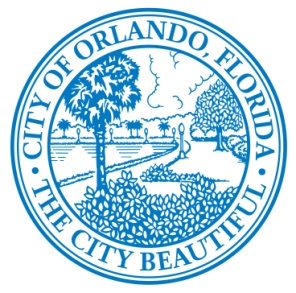 · CITY OF ORLANDO, FLORIDA ·
THE CITY BEAUTIFUL